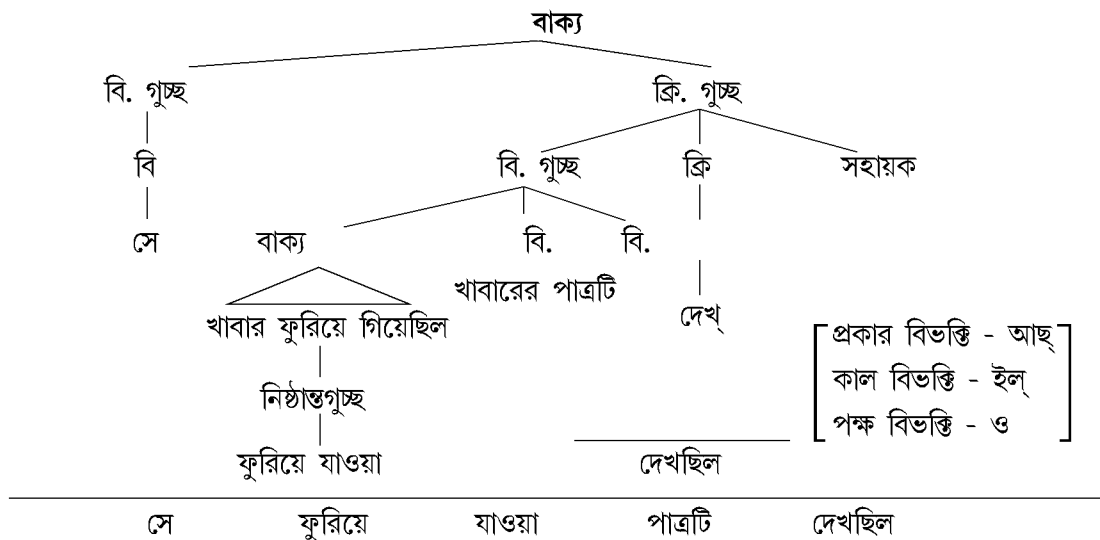 বাক্য
বি. গুচ্ছ ক্রি. গুচ্ছ
বি বি. গুচ্ছ ক্রি সহায়ক
সে বাক্য বি. বি.
খাবারের পাত্রটি
খাবার ফুরিয়ে গিয়েছিল দেখ্
প্রকার বিভক্তি - আছ্
কাল বিভক্তি - ইল্
পক্ষ বিভক্তি - ও
নিষ্ঠান্তগুচ্ছ
ফুরিয়ে যাওয়া দেখছিল
সে ফুরিয়ে যাওয়া পাত্রটি দেখছিল